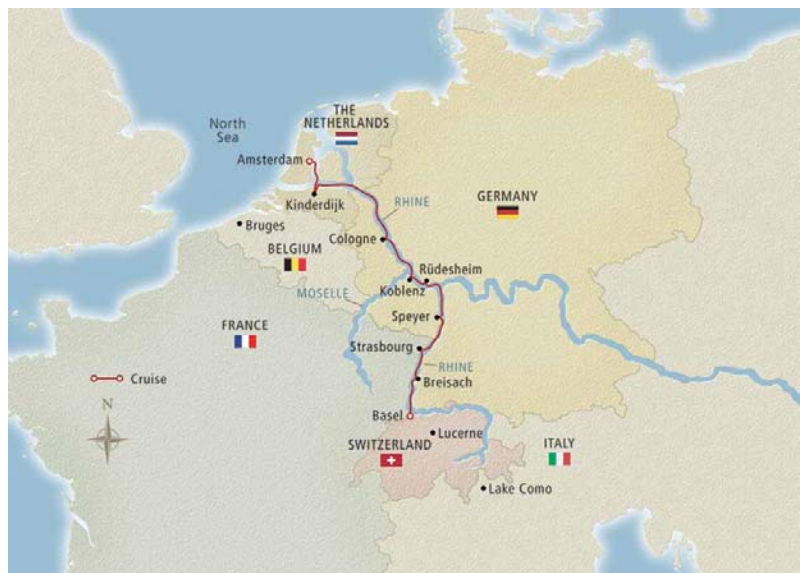 North
Sea
THE
NETHERLANDS
Amsterdam
Kinderdijk
RHINE
GERMANY
Bruges
Cologne
BELGIUM
Rüdesheim
Koblenz
MOSELLE
Speyer
FRANCE
Strasbourg
RHINE
Cruise
Breisach
N
Basel
Lucerne
SWITZERLAND
ITALY
Lake Como